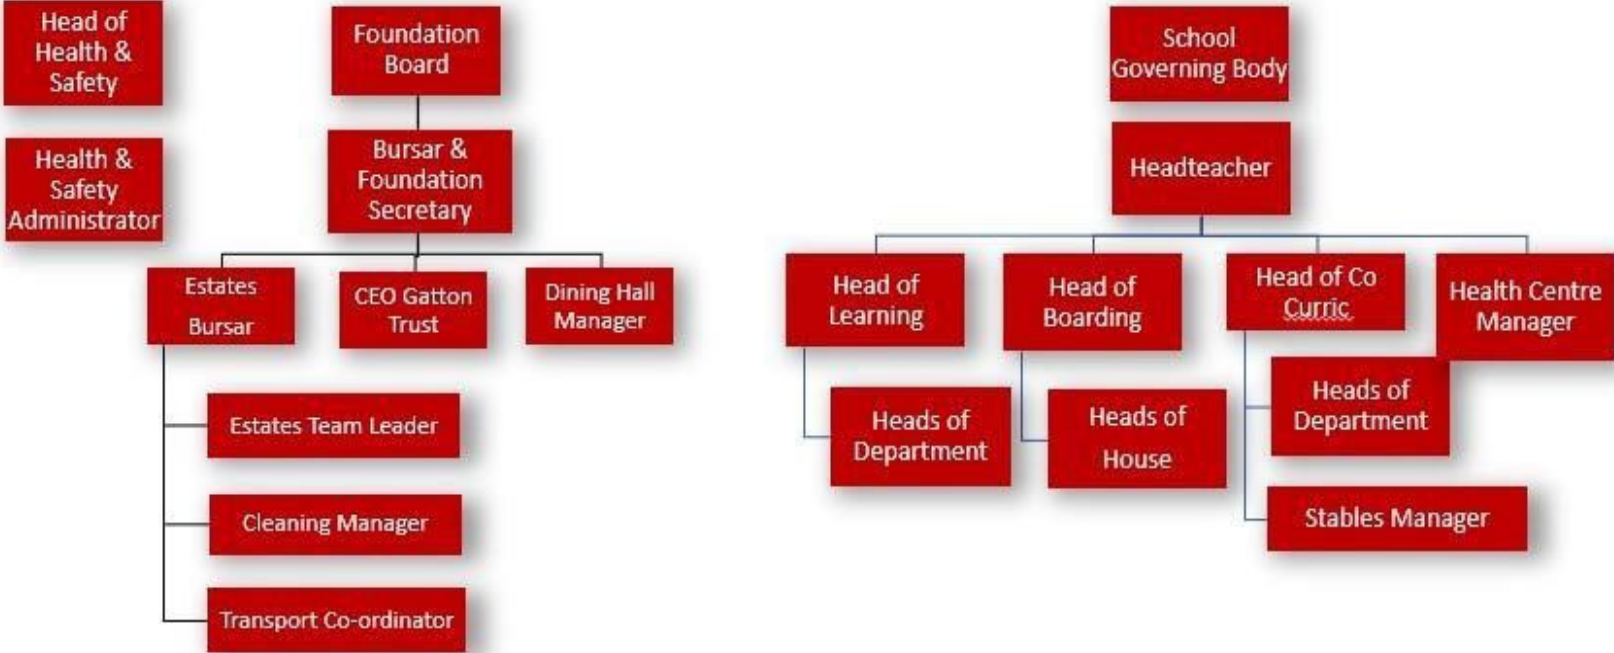 Head of
Health &
Safety
Health &
Safety
Administrator
Foundation
Board
Bursar &
Foundation
Secretary
Estates
Bursar
CEO Gatton
Trust
Dining Hall
Manager
Estates Team Leader
Cleaning Manager
Transport Co-ordinator
School
Governing Body
Headteacher
Head of
Learning
Head of
Boarding
Head of Co
Curric
Health Centre
Manager
Heads of
Department
Heads of
House
Heads of
Department
Stables Manager